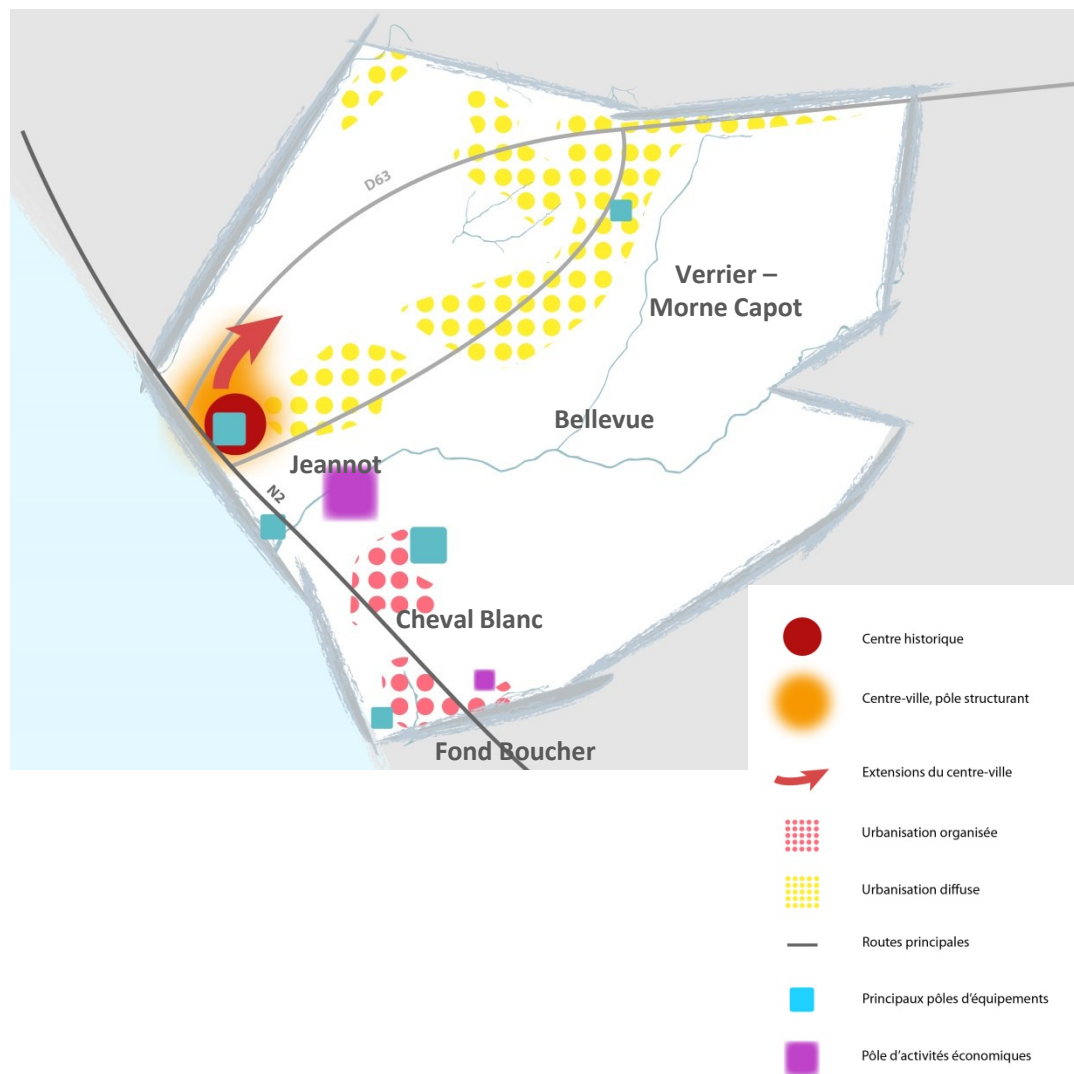 D63
Verrier –
Morne Capot
Bellevue
Jeannot
N2
Cheval Blanc
Fond Boucher
Centre historique
Centre-ville, pôle structurant
Extensions du centre-ville
Urbanisation organisée
Urbanisation diffuse
Routes principales
Principaux pôles d'équipements
Pôle d'activités économiques